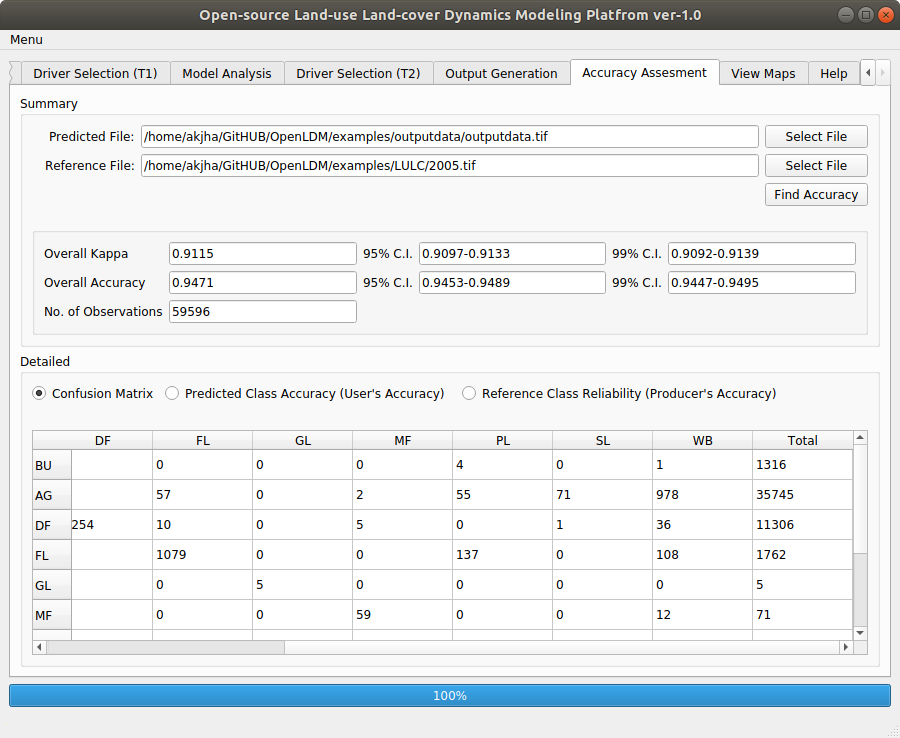 Open-source Land-use Land-cover Dynamics Modeling Platfrom ver-1.0
Menu
Driver Selection (T1) Model Analysis Driver Selection (T2) Output Generation Accuracy Assesment View Maps Help
Summary
Predicted File: /home/akjha/GitHUB/OpenLDM/examples/outputdata/outputdata.tif Select File
Reference File: /home/akjha/GitHUB/OpenLDM/examples/LULC/2005.tif Select File
Find Accuracy
Overall Kappa 0.9115 95% C.I. 0.9097-0.9133 99% C.I. 0.9092-0.9139
Overall Accuracy 0.9471 95% C.I. 0.9453-0.9489 99% C.I. 0.9447-0.9495
No. of Observations 59596
Detailed
Confusion Matrix Predicted Class Accuracy (User's Accuracy) Reference Class Reliability (Producer's Accuracy)
DF FL GL MF PL SL WB Total
BU 0 0 0 4 0 1 1316
AG 57 0 2 55 71 978 35745
DF 254 10 0 5 0 1 36 11306
FL 1079 0 0 137 0 108 1762
GL 0 5 0 0 0 0 5
MF 0 0 59 0 0 12 71
100%